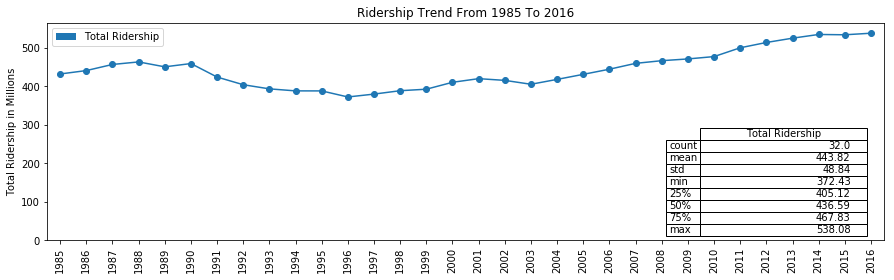 Ridership Trend From 1985 To 2016
Total Ridership in Millions
Total Ridership
500
400
300
200
100
0
Total Ridership
count 32.0
mean 443.82
std 48.84
min 372.43
25% 405.12
50% 436.59
75% 467.83
max 538.08
1985 1986 1987 1988 1989 1990 1991 1992 1993 1994 1995 1996 1997 1998 1999 2000 2001 2002 2003 2004 2005 2006 2007 2008 2009 2010 2011 2012 2013 2014 2015 2016